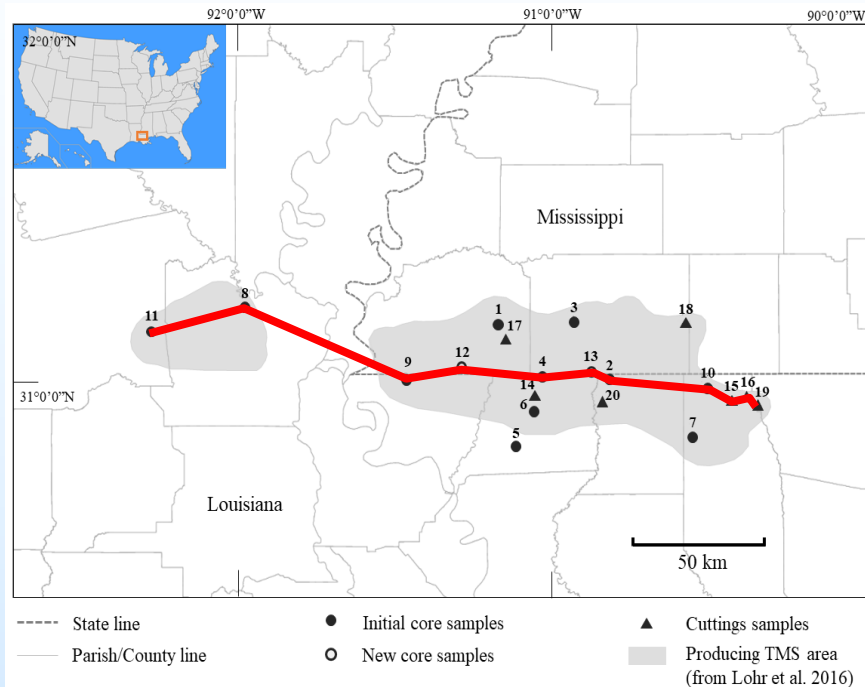 92°0'0"W
91°0'0"W
90°0'0"W
32°0'0"N
Mississippi
8
11
1
17
3
18
9
12
4
13
2
14
6
20
10
15
16
19
5
7
31°0'0"N
Louisiana
50 km
State line
Initial core samples
Cuttings samples
Parish/County line
New core samples
Producing TMS area
(from Lohr et al. 2016)